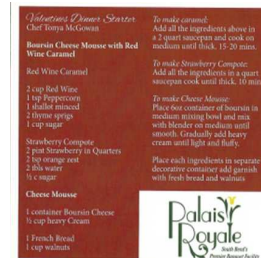 Valentines Dinner Starter
Chef Tonya McGowan
Boursin Cheese Mousse with Red
Wine Caramel
Red Wine Caramel
2 cup Red Wine
1 tsp Peppercorn
1 shallot minced
2 thyme sprigs
1 cup sugar
Strawberry Compote
2 pint Strawberry in Quarters
2 tsp orange zest
2 tbls water
½ c sugar
Cheese Mousse
1 container Boursin Cheese
½ cup heavy Cream
1 French Bread
1 cup walnuts
To make caramel:
Add all the ingredients above in
a 2 quart saucepan and cook on
medium until thick. 15-20 mins.
To make Strawberry Compote:
Add all the ingredients in a quart
saucepan cook until thick. 10 min
To make Cheese Mousse:
Place 6oz container of boursin in
medium mixing bowl and mix
with blender on medium until
smooth. Gradually add heavy
cream until light and fluffy.
Place each ingredients in separate
decorative container add garnish
with fresh bread and walnuts
Palais
Royale
South Bend's
Premier Banquet Facility